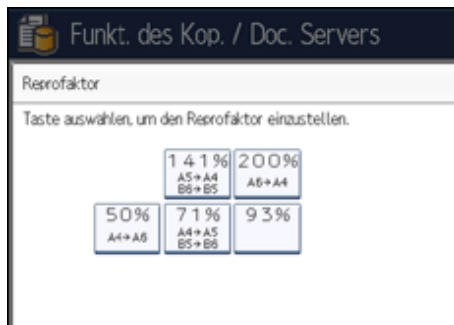 Funkt. des Kop. / Doc. Servers
Reprofaktor
Taste auswählen, um den Reprofaktor einzustellen.
141% 200%
A5→A4 A6→A4
B6→B5
50% 71% 93%
A4→A6 A4→A5
B5→B6